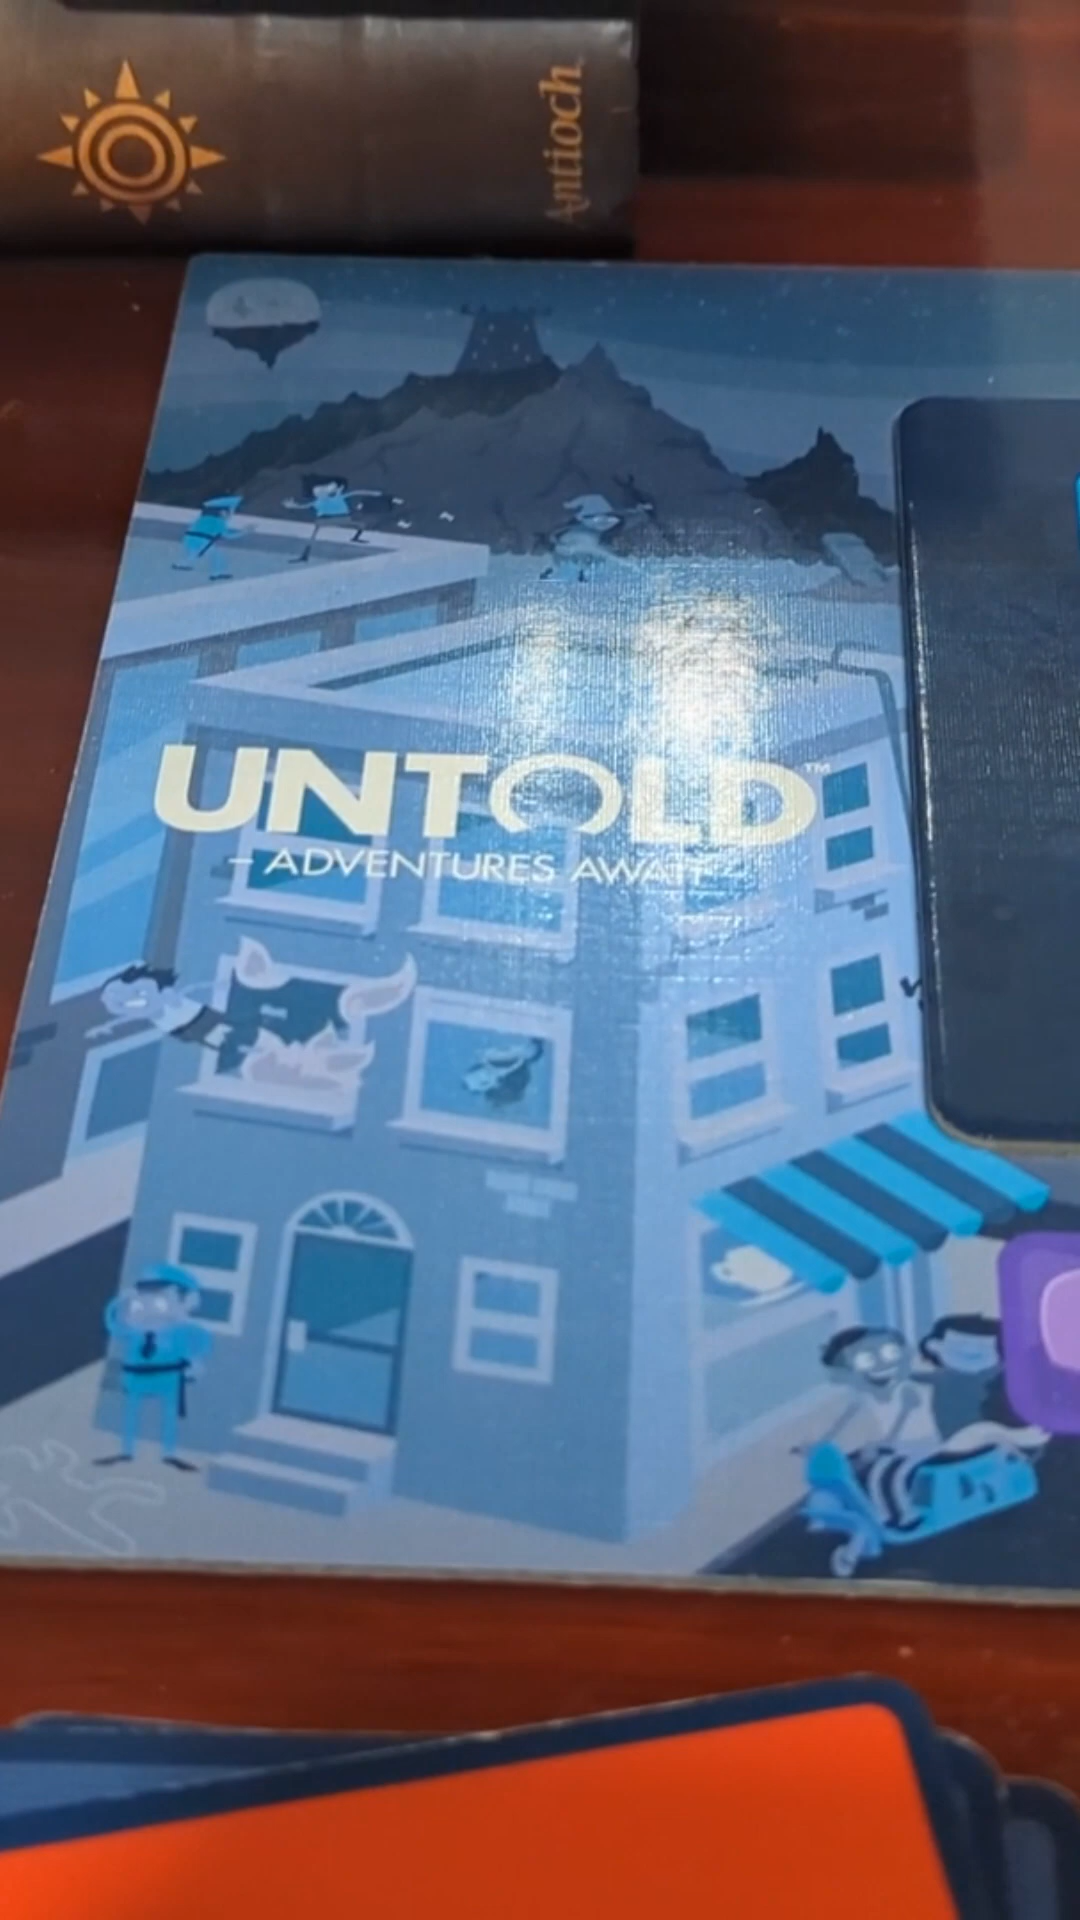 Antioch
UNTOLD™
– ADVENTURES AWAIT –